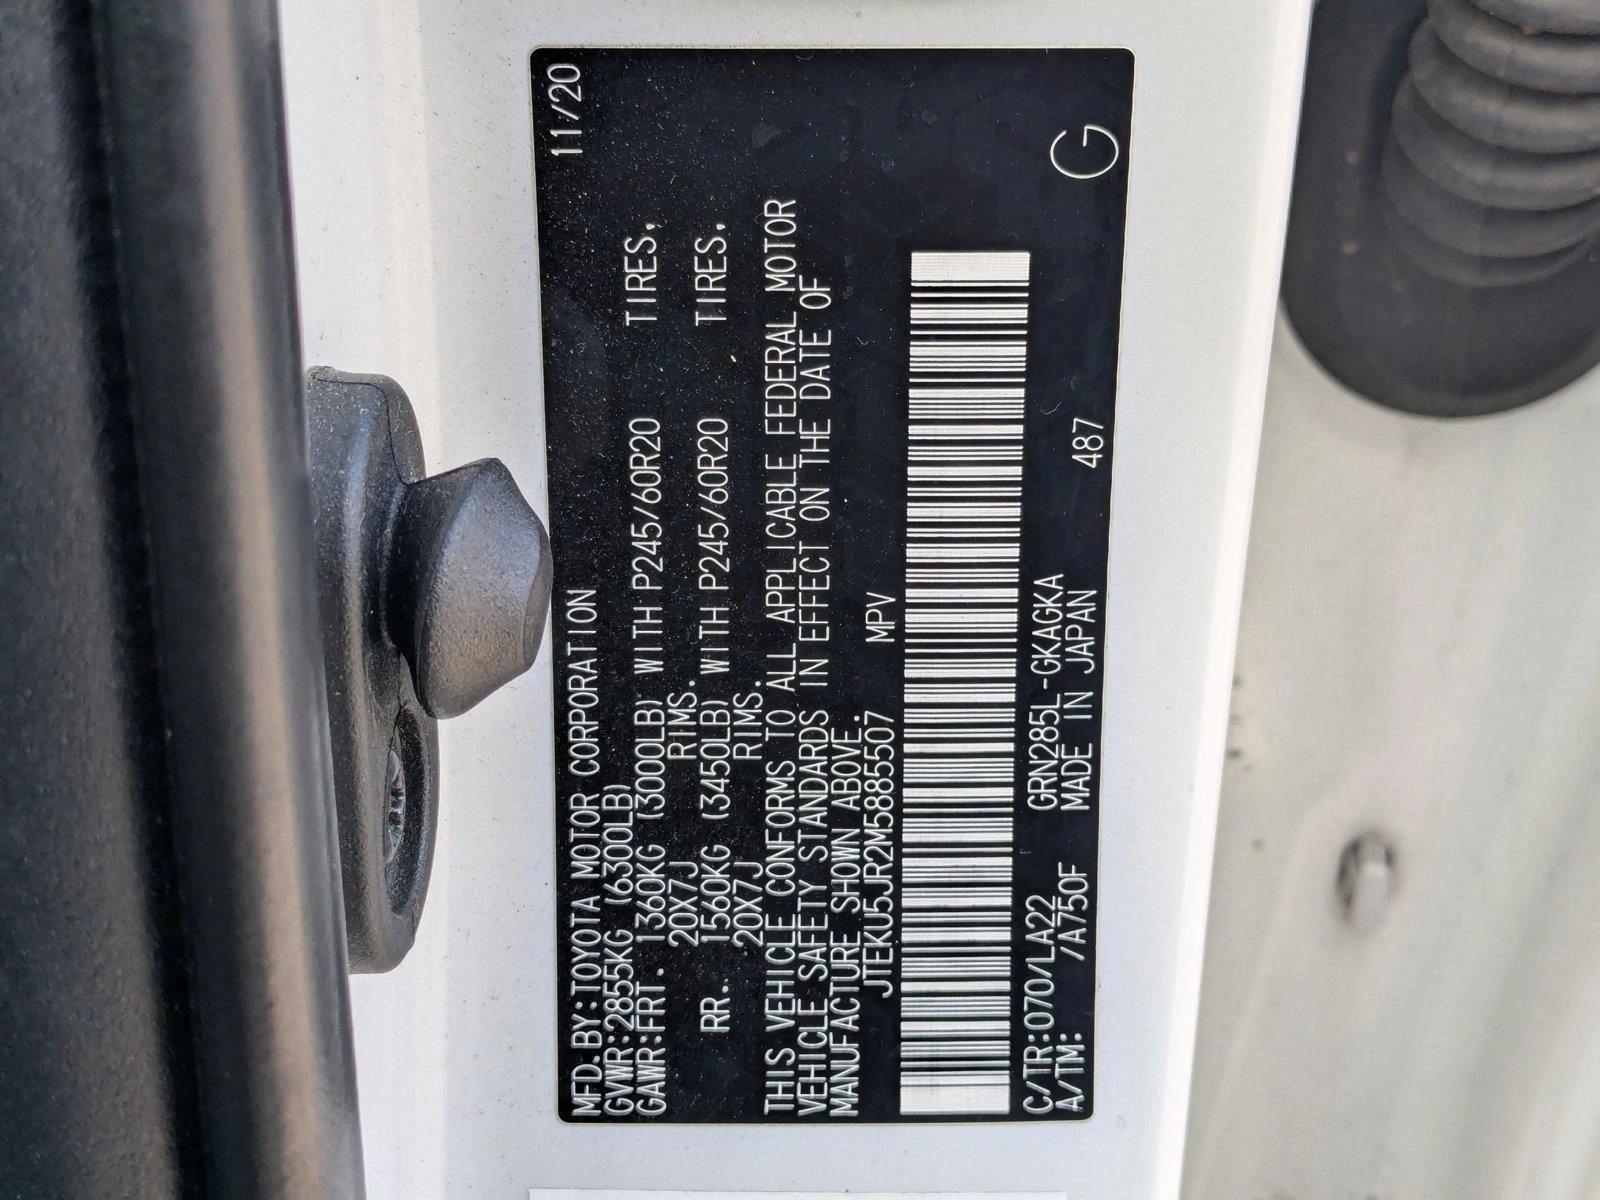 MFD.BY:TOYOTA MOTOR CORPORATION 11/20
GVWR:2855KG (6300LB)
GAWR:FRT. 1360KG (3000LB) WITH P245/60R20 TIRES,
20X7J RIMS.
RR. 1560KG (3450LB) WITH P245/60R20 TIRES.
20X7J RIMS.
THIS VEHICLE CONFORMS TO ALL APPLICABLE FEDERAL MOTOR
VEHICLE SAFETY STANDARDS IN EFFECT ON THE DATE OF
MANUFACTURE SHOWN ABOVE.
JTEKU5JR2M5885507 MPV
C/TR:070/LA22 GRN285L-GKAGKA
A/TM: /A750F MADE IN JAPAN 487 G